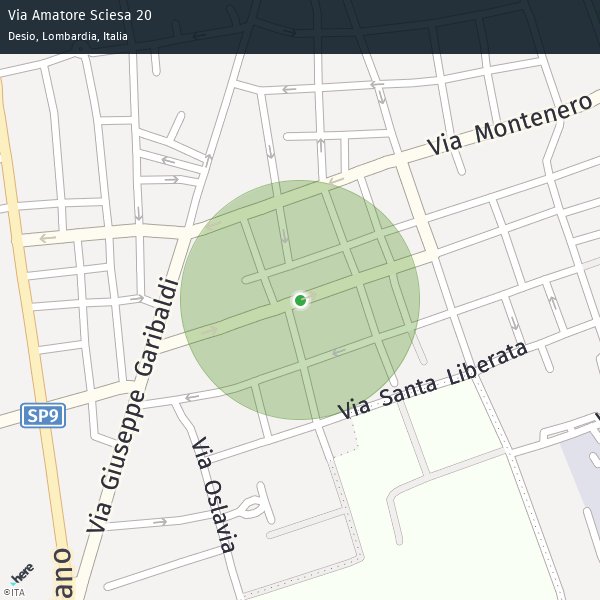 Via Amatore Sciesa 20
Desio, Lombardia, Italia
Via Montenero
Via Giuseppe Garibaldi
Via Santa Liberata
SP9
Via Oslavia
ano
here
©ITA